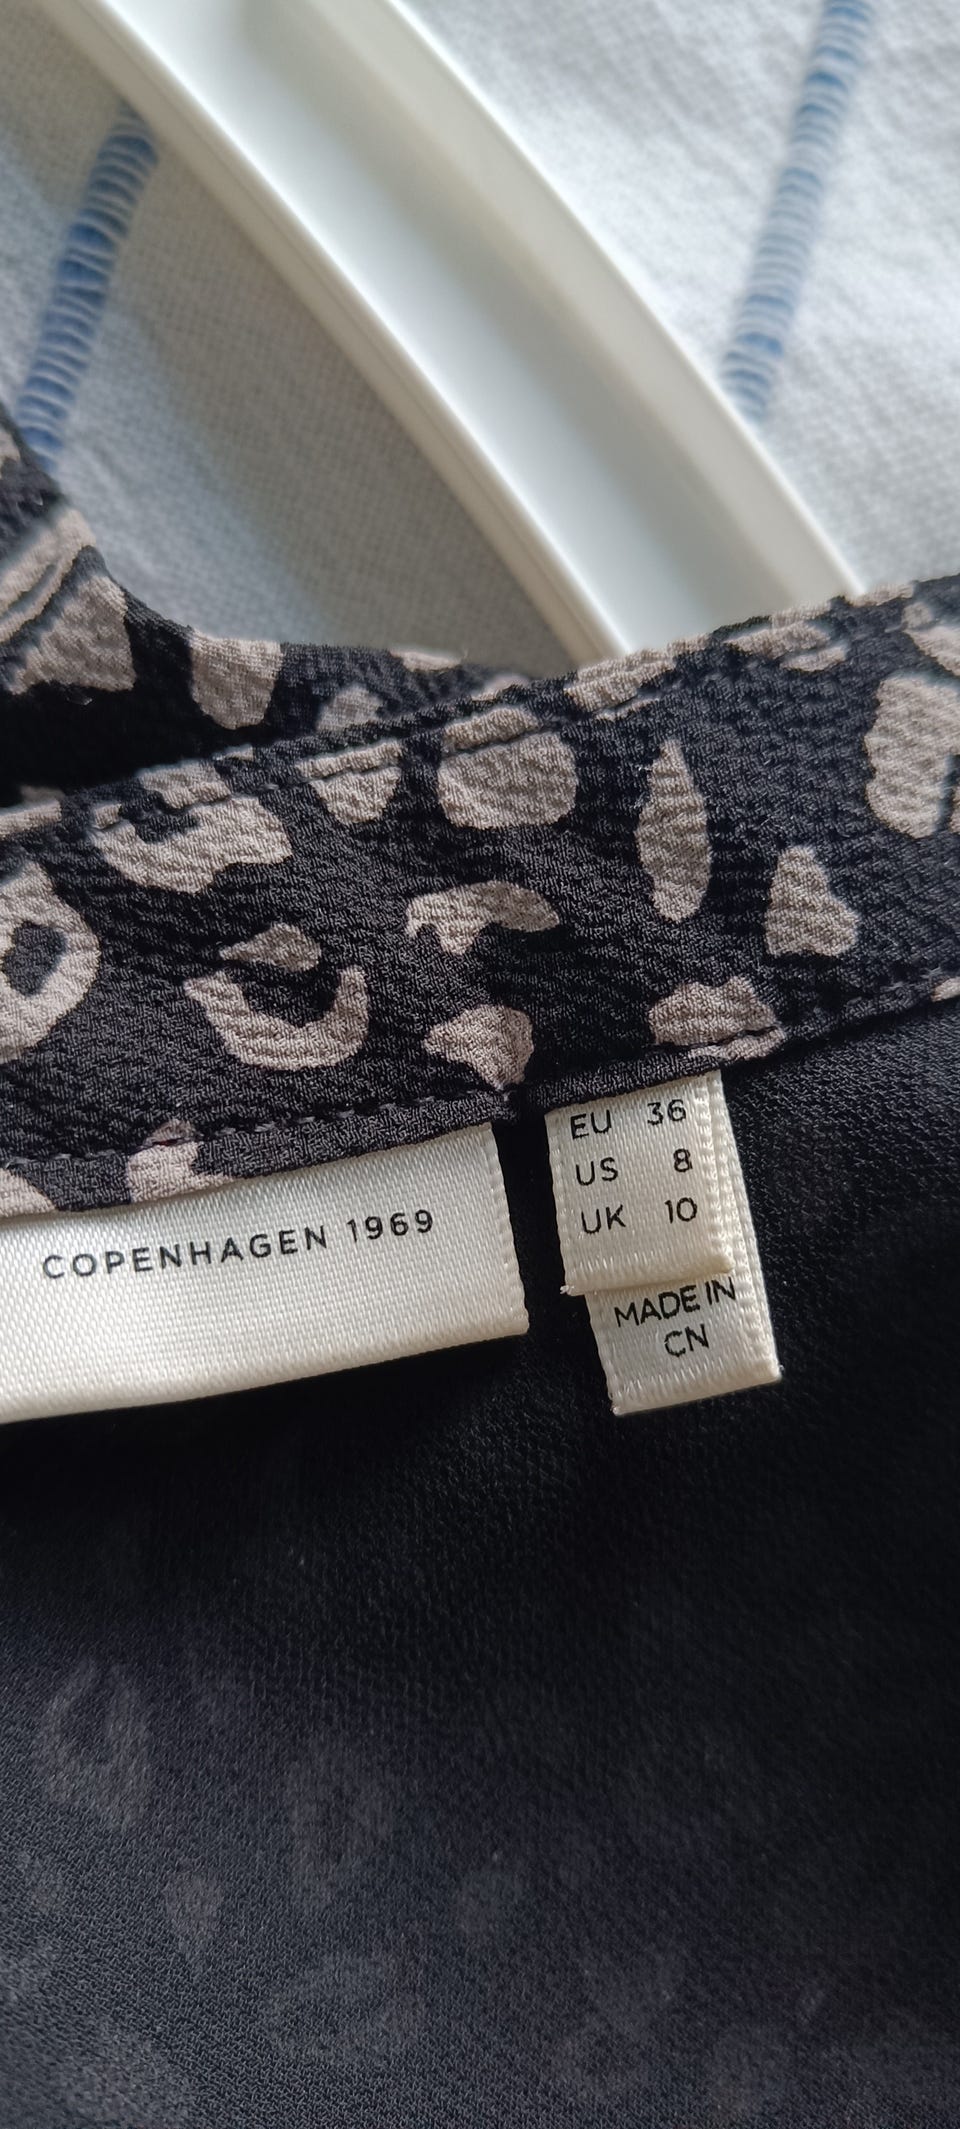 COPENHAGEN 1969
EU 36
US 8
UK 10
MADE IN
CN